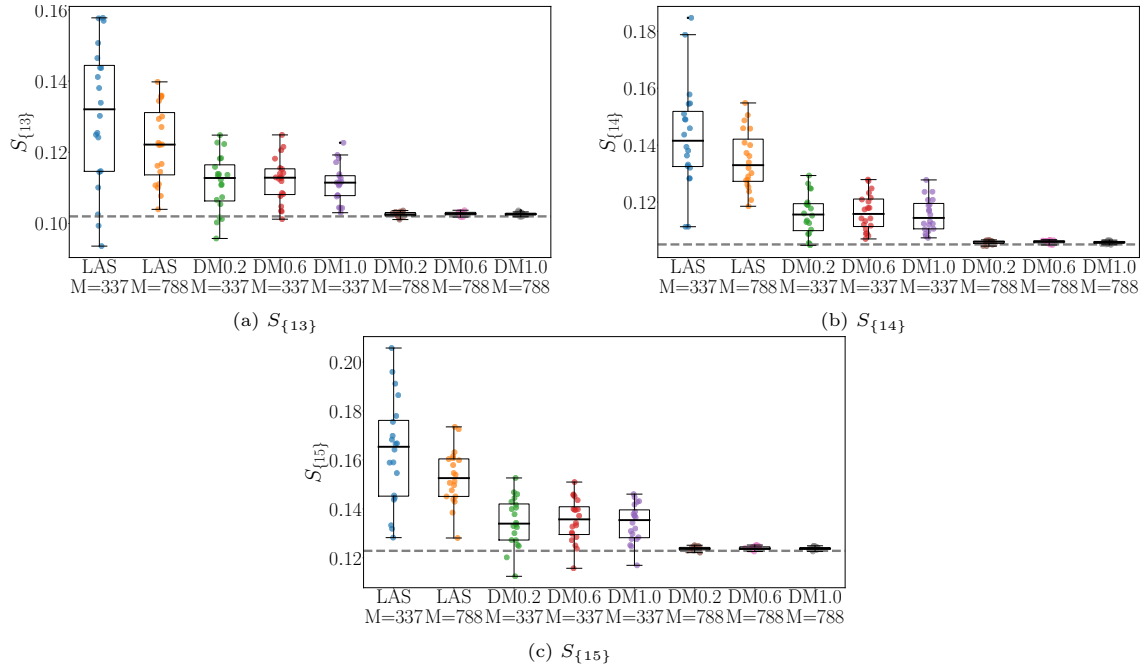 0.16
0.14
0.12
0.10
S{13}
LAS LAS DM0.2 DM0.6 DM1.0 DM0.2 DM0.6 DM1.0
M=337 M=788 M=337 M=337 M=337 M=788 M=788 M=788
(a) S{13}
0.18
0.16
0.14
0.12
S{14}
LAS LAS DM0.2 DM0.6 DM1.0 DM0.2 DM0.6 DM1.0
M=337 M=788 M=337 M=337 M=337 M=788 M=788 M=788
(b) S{14}
0.20
0.18
0.16
0.14
0.12
S{15}
LAS LAS DM0.2 DM0.6 DM1.0 DM0.2 DM0.6 DM1.0
M=337 M=788 M=337 M=337 M=337 M=788 M=788 M=788
(c) S{15}